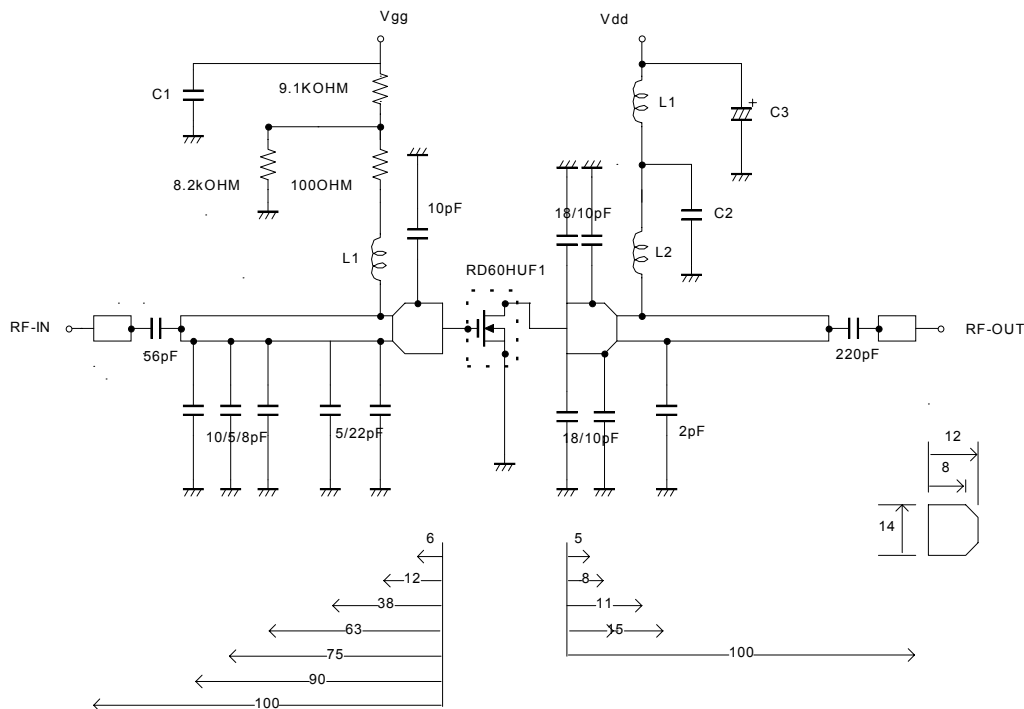 Vgg
Vdd
C1
9.1KOHM
L1
C3
8.2kOHM
100OHM
10pF
18/10pF
C2
L1
L2
RD60HUF1
RF-IN
RF-OUT
56pF
220pF
10/5/8pF
5/22pF
18/10pF
2pF
12
8
14
6
5
12
8
38
11
63
15
75
100
90
100